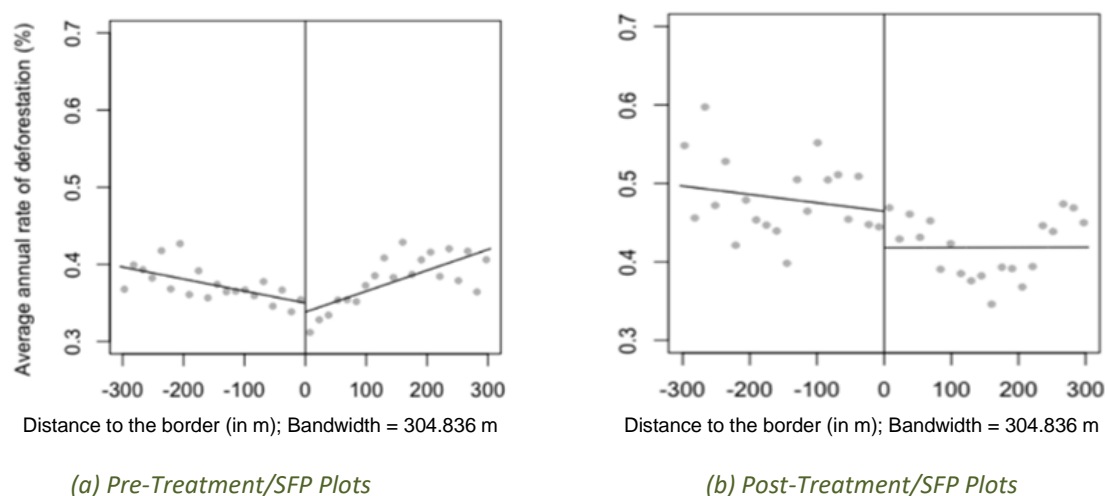 Average annual rate of deforestation (%)
0.7
0.6
0.5
0.4
0.3
-300 -200 -100 0 100 200 300
Distance to the border (in m); Bandwidth = 304.836 m
(a) Pre-Treatment/SFP Plots
0.7
0.6
0.5
0.4
0.3
-300 -200 -100 0 100 200 300
Distance to the border (in m); Bandwidth = 304.836 m
(b) Post-Treatment/SFP Plots